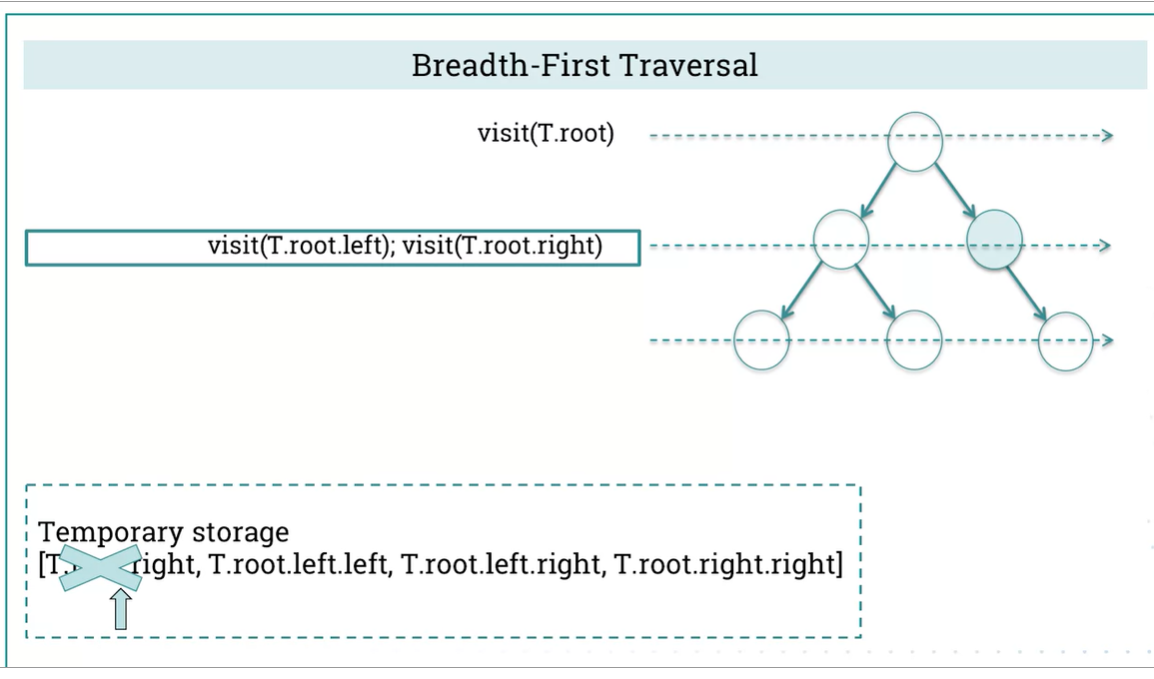 Breadth-First Traversal
visit(T.root)
visit(T.root.left); visit(T.root.right)
Temporary storage
[T. right, T.root.left.left, T.root.left.right, T.root.right.right]